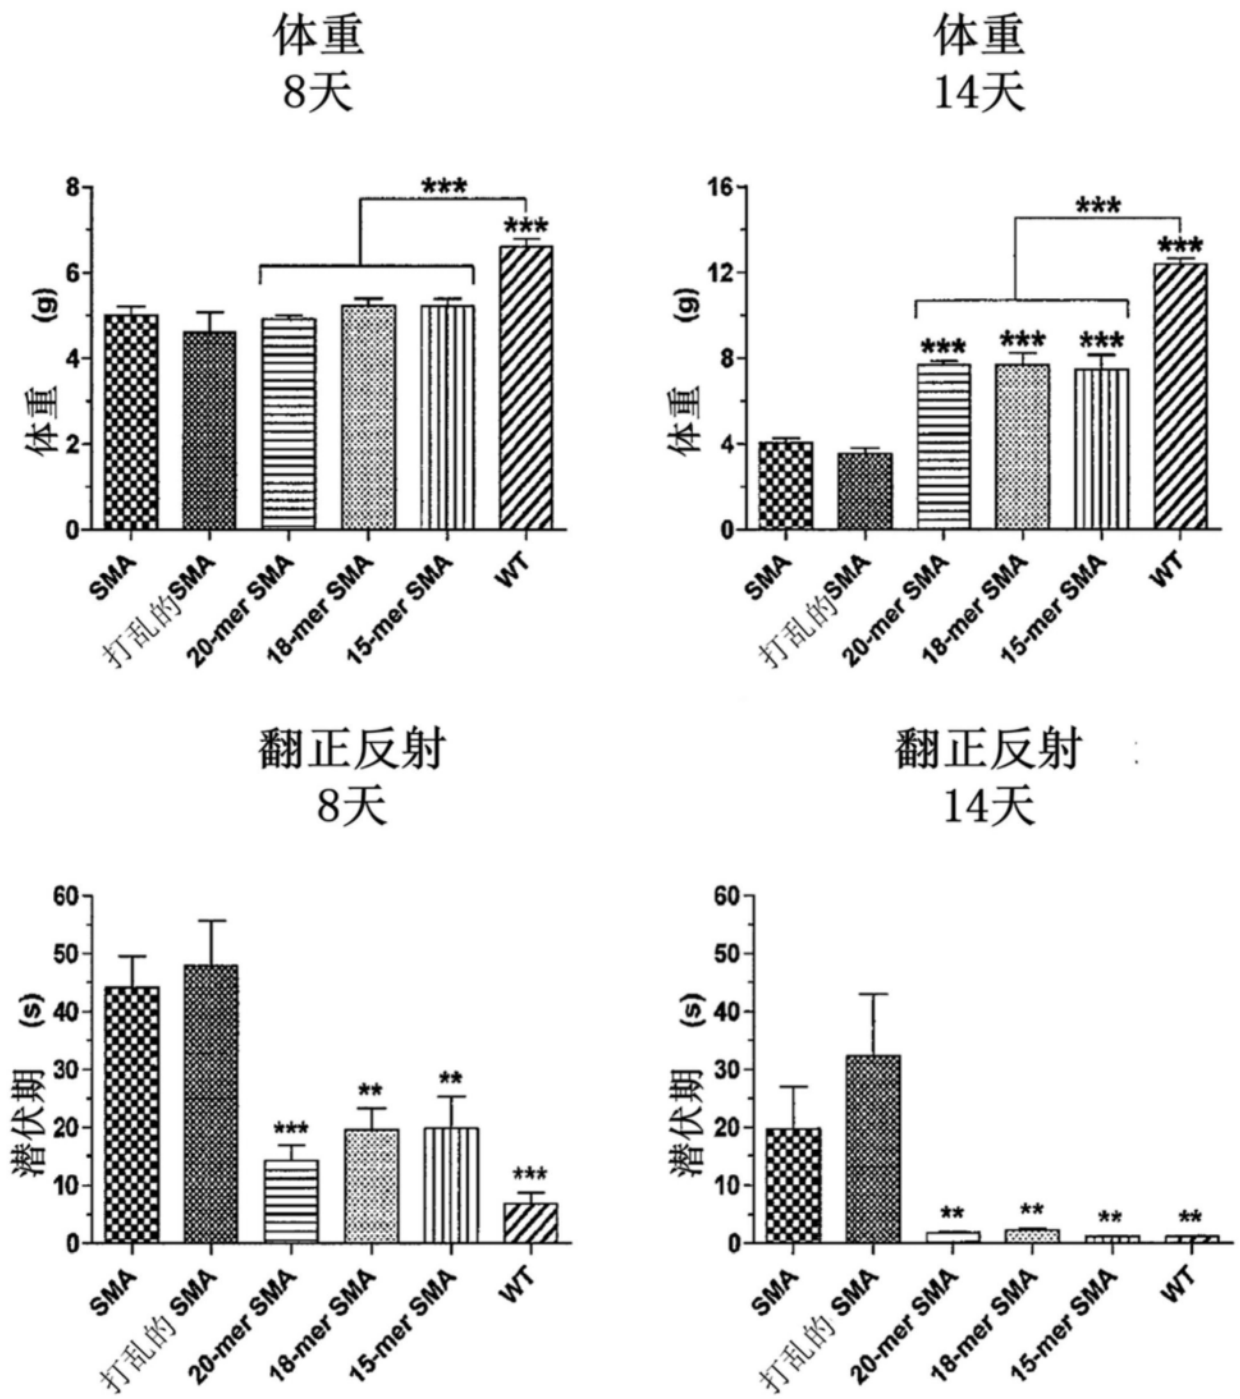 体重
8天
8
6
4
2
0
体重 (g)
***
***
SMA
打乱的SMA
20-mer SMA
18-mer SMA
15-mer SMA
WT
体重
14天
16
12
8
4
0
体重 (g)
***
***
***
***
***
SMA
打乱的SMA
20-mer SMA
18-mer SMA
15-mer SMA
WT
翻正反射
8天
60
50
40
30
20
10
0
潜伏期 (s)
***
**
**
***
SMA
打乱的 SMA
20-mer SMA
18-mer SMA
15-mer SMA
WT
翻正反射
14天
60
50
40
30
20
10
0
潜伏期 (s)
**
**
**
**
SMA
打乱的 SMA
20-mer SMA
18-mer SMA
15-mer SMA
WT